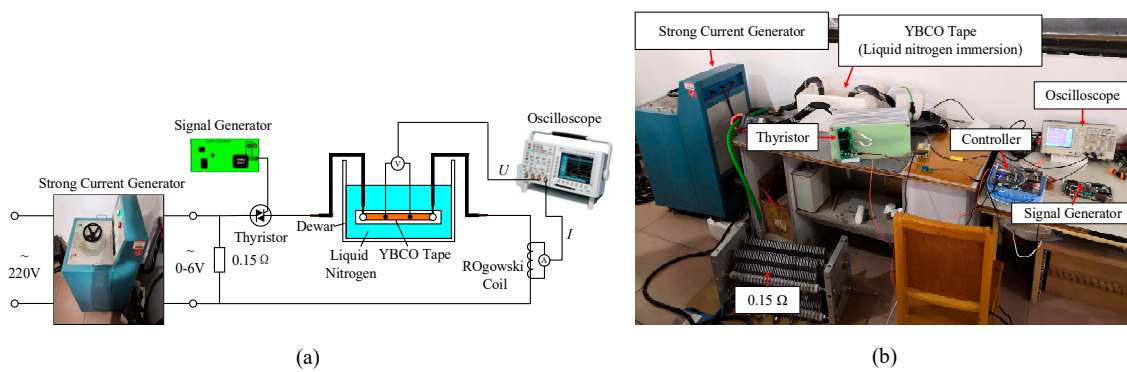 Signal Generator
Strong Current Generator
~
220V
~
0-6V
0.15 Ω
Thyristor
Dewar
Liquid
Nitrogen
YBCO Tape
V
U
Oscilloscope
I
A
ROgowski
Coil
(a)
Strong Current Generator
YBCO Tape
(Liquid nitrogen immersion)
Oscilloscope
Thyristor
Controller
Signal Generator
0.15 Ω
(b)